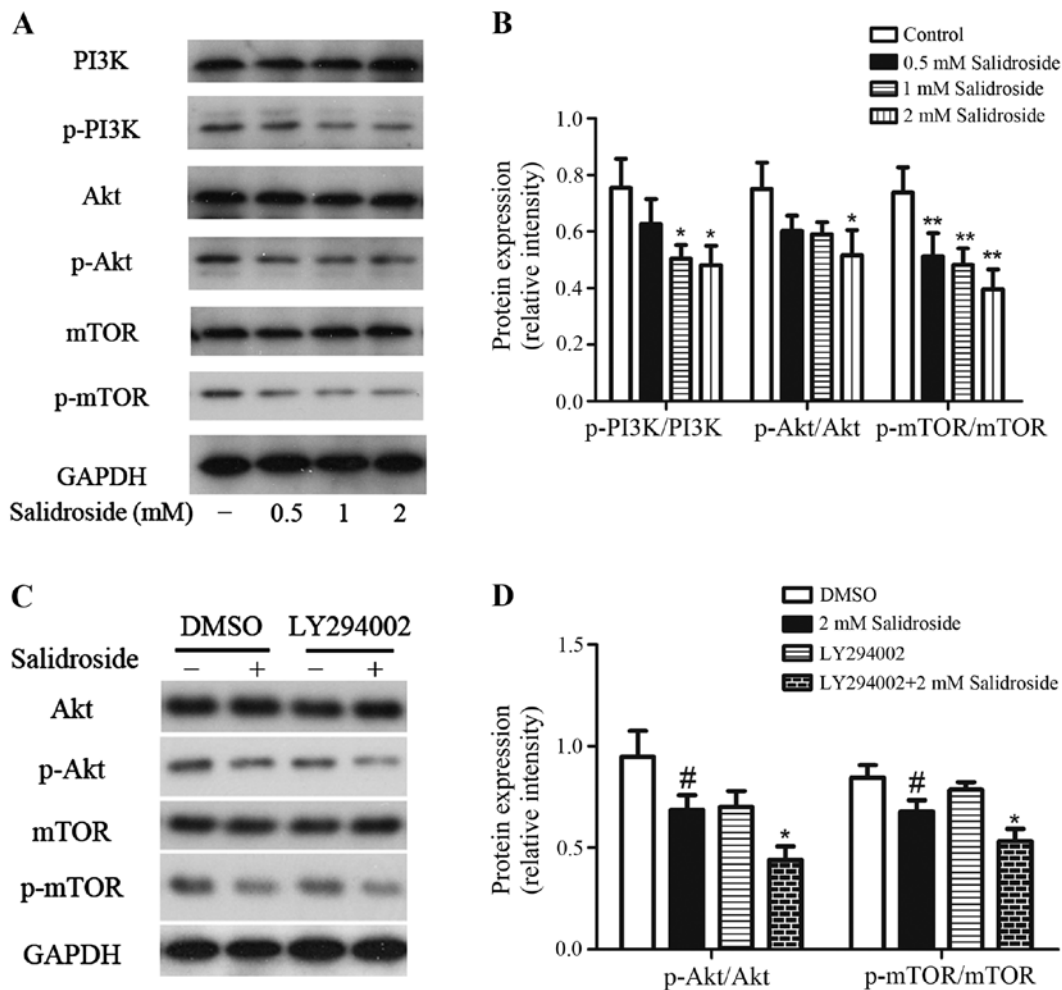 A
PI3K
p-PI3K
Akt
p-Akt
mTOR
p-mTOR
GAPDH
Salidroside (mM) – 0.5 1 2
B
Control
0.5 mM Salidroside
1 mM Salidroside
2 mM Salidroside
Protein expression
(relative intensity)
1.0
0.8
0.6
0.4
0.2
0.0
* *
*
** ** **
p-PI3K/PI3K p-Akt/Akt p-mTOR/mTOR
C
DMSO LY294002
Salidroside – + – +
Akt
p-Akt
mTOR
p-mTOR
GAPDH
D
DMSO
2 mM Salidroside
LY294002
LY294002+2 mM Salidroside
Protein expression
(relative intensity)
1.5
1.0
0.5
0.0
# *
# *
p-Akt/Akt p-mTOR/mTOR